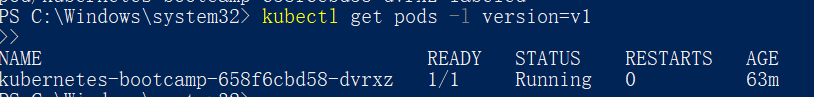 PS C:\Windows\system32> kubectl get pods -l version=v1
>>
NAME READY STATUS RESTARTS AGE
kubernetes-bootcamp-658f6cbd58-dvrxz 1/1 Running 0 63m